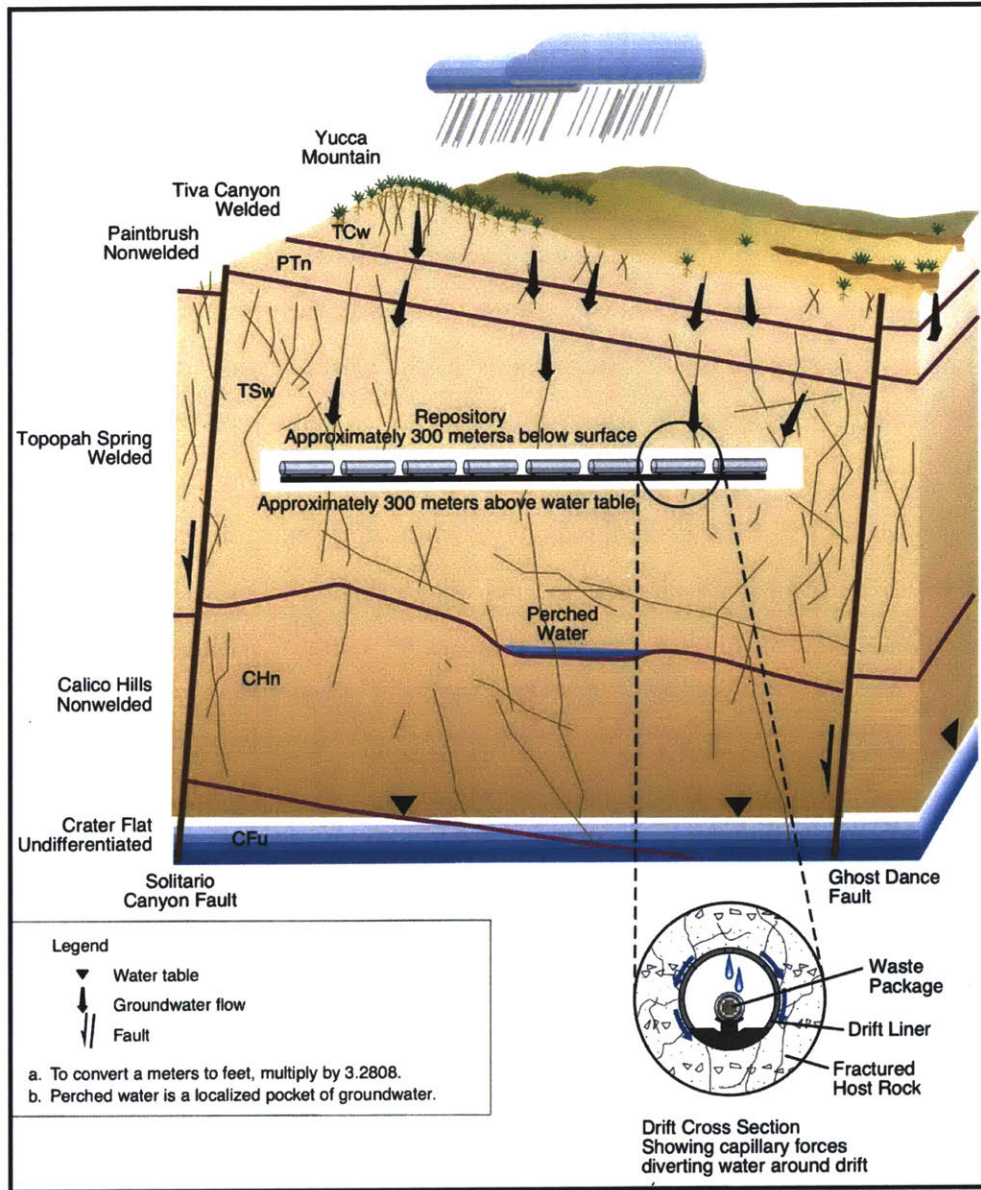 Yucca
Mountain
Tiva Canyon
Welded
Paintbrush
Nonwelded
TCw
PTn
TSw
Topopah Spring
Welded
Repository
Approximately 300 metersa below surface
Approximately 300 meters above water table
Perched
Water
Calico Hills
Nonwelded
CHn
Crater Flat
Undifferentiated
CFu
Solitario
Canyon Fault
Ghost Dance
Fault
Legend
Water table
Groundwater flow
Fault
a. To convert a meters to feet, multiply by 3.2808.
b. Perched water is a localized pocket of groundwater.
Waste
Package
Drift Liner
Fractured
Host Rock
Drift Cross Section
Showing capillary forces
diverting water around drift